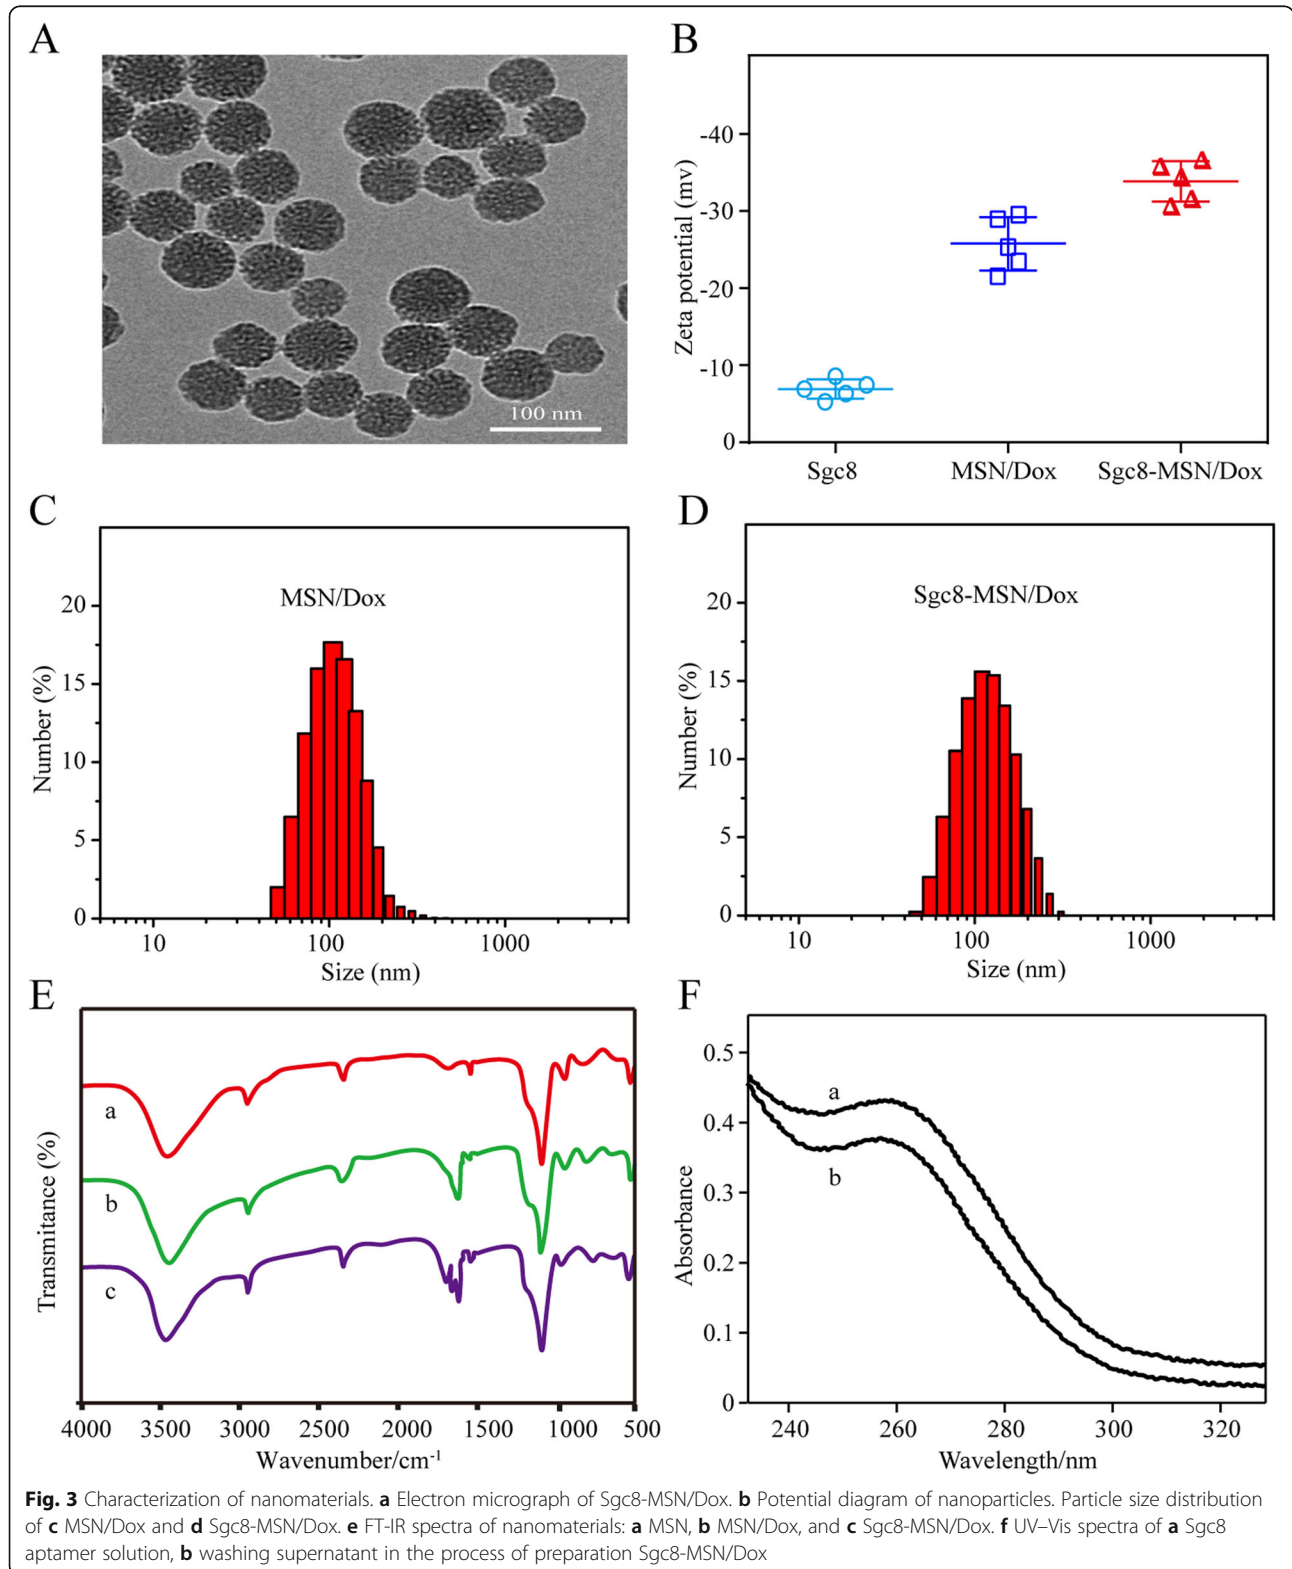 A
100 nm
B
Zeta potential (mv)
-40
-30
-20
-10
0
Sgc8
MSN/Dox
Sgc8-MSN/Dox
C
MSN/Dox
Number (%)
20
15
10
5
0
10
100
1000
Size (nm)
D
Sgc8-MSN/Dox
Number (%)
20
15
10
5
0
10
100
1000
Size (nm)
E
Transmitance (%)
a
b
c
4000
3500
3000
2500
2000
1500
1000
500
Wavenumber/cm-1
F
Absorbance
0.5
0.4
0.3
0.2
0.1
0
a
b
240
260
280
300
320
Wavelength/nm
Fig. 3 Characterization of nanomaterials. a Electron micrograph of Sgc8-MSN/Dox. b Potential diagram of nanoparticles. Particle size distribution
of c MSN/Dox and d Sgc8-MSN/Dox. e FT-IR spectra of nanomaterials: a MSN, b MSN/Dox, and c Sgc8-MSN/Dox. f UV–Vis spectra of a Sgc8
aptamer solution, b washing supernatant in the process of preparation Sgc8-MSN/Dox